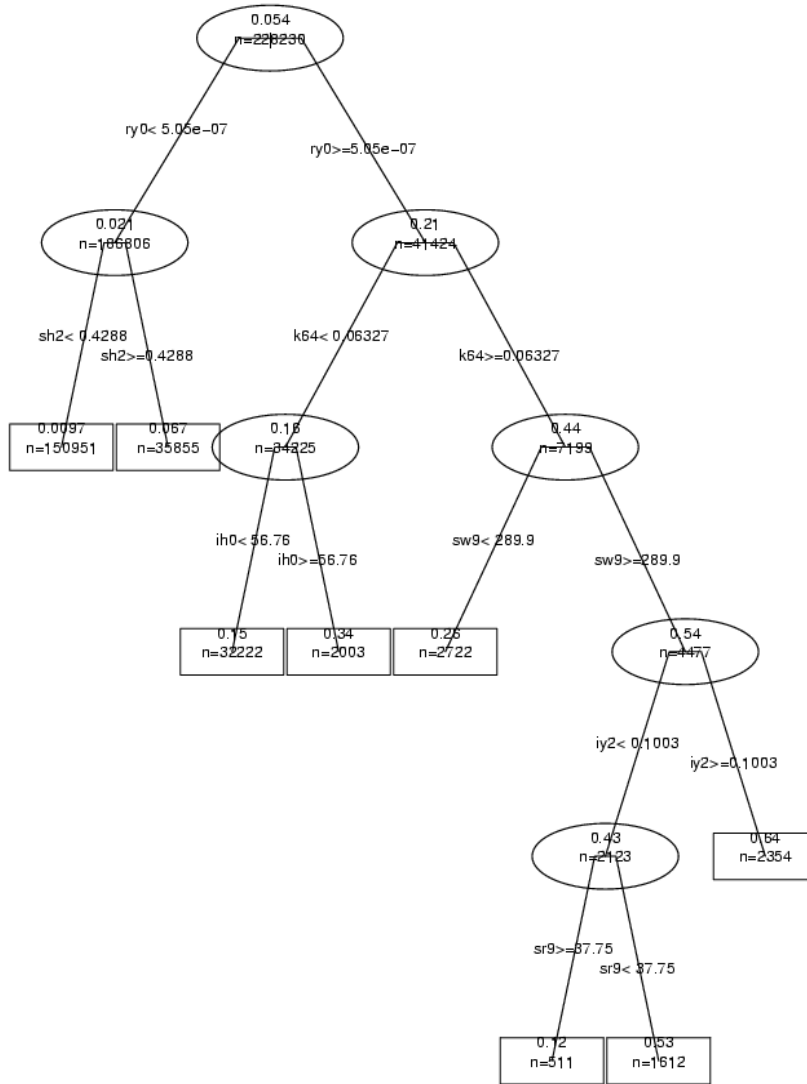 0.054
n=228230
ry0< 5.05e−07
ry0>=5.05e−07
0.021
n=186806
0.21
n=41424
sh2< 0.4288
sh2>=0.4288
k64< 0.06327
k64>=0.06327
0.0097
n=150951
0.067
n=35855
0.16
n=34225
0.44
n=7199
ih0< 56.76
ih0>=56.76
sw9< 289.9
sw9>=289.9
0.15
n=32222
0.34
n=2003
0.26
n=2722
0.54
n=4477
iy2< 0.1003
iy2>=0.1003
0.43
n=2123
0.64
n=2354
sr9>=37.75
sr9< 37.75
0.12
n=511
0.53
n=1612